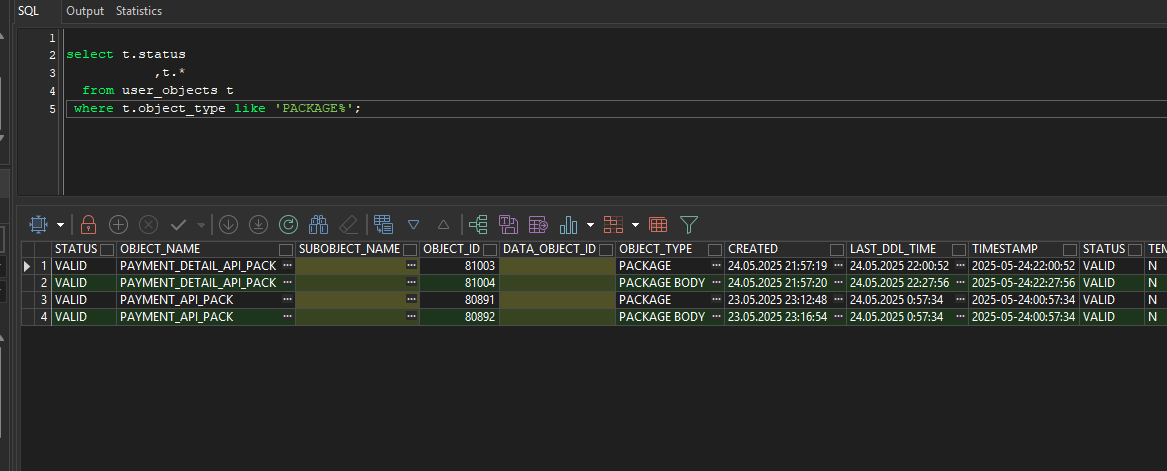 SQL Output Statistics
1
2 select t.status
3 ,t.*
4 from user_objects t
5 where t.object_type like 'PACKAGE%';
STATUS OBJECT_NAME SUBOBJECT_NAME OBJECT_ID DATA_OBJECT_ID OBJECT_TYPE CREATED LAST_DDL_TIME TIMESTAMP STATUS TEM
1 VALID PAYMENT_DETAIL_API_PACK ... ... 81003 PACKAGE ... 24.05.2025 21:57:19 ... 24.05.2025 22:00:52 ... 2025-05-24:22:00:52 VALID N
2 VALID PAYMENT_DETAIL_API_PACK ... ... 81004 PACKAGE BODY ... 24.05.2025 21:57:20 ... 24.05.2025 22:27:56 ... 2025-05-24:22:27:56 VALID N
3 VALID PAYMENT_API_PACK ... ... 80891 PACKAGE ... 23.05.2025 23:12:48 ... 24.05.2025 0:57:34 ... 2025-05-24:00:57:34 VALID N
4 VALID PAYMENT_API_PACK ... ... 80892 PACKAGE BODY ... 23.05.2025 23:16:54 ... 24.05.2025 0:57:34 ... 2025-05-24:00:57:34 VALID N